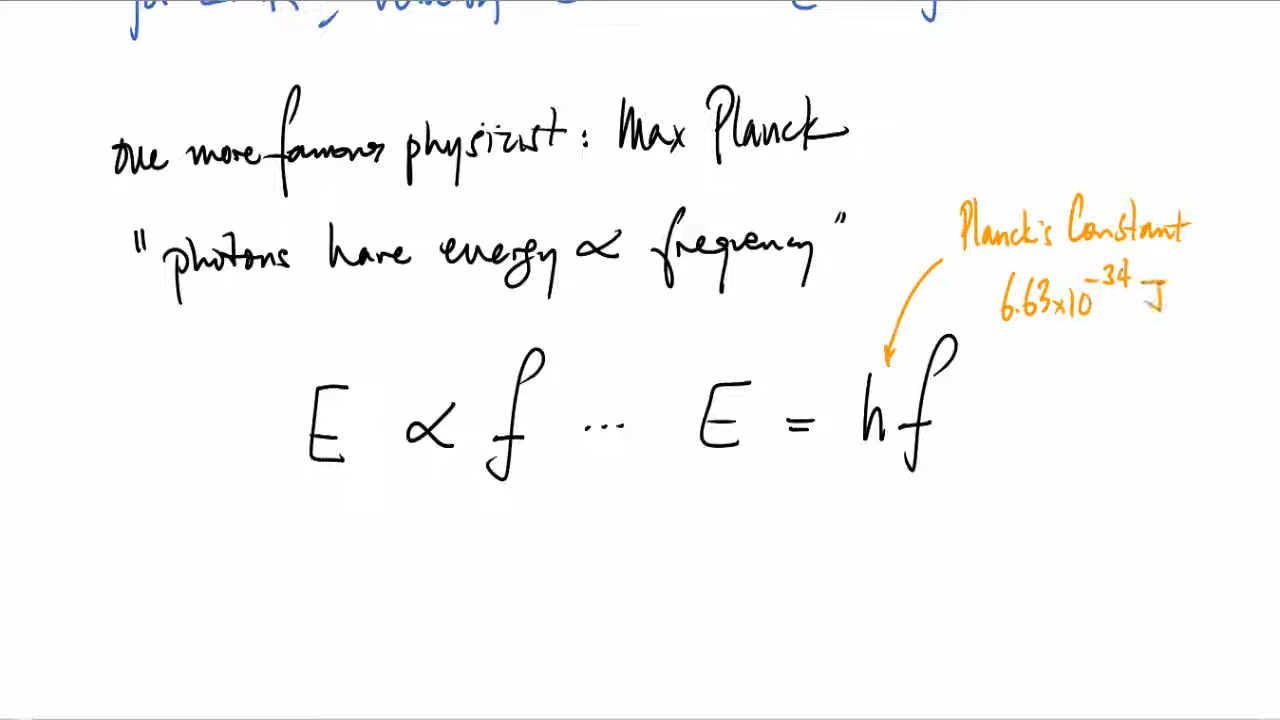 one more famous physicist: Max Planck
"photons have energy ∝ frequency"
Planck's Constant
6.63×10⁻³⁴ J
E ∝ f ... E = hf